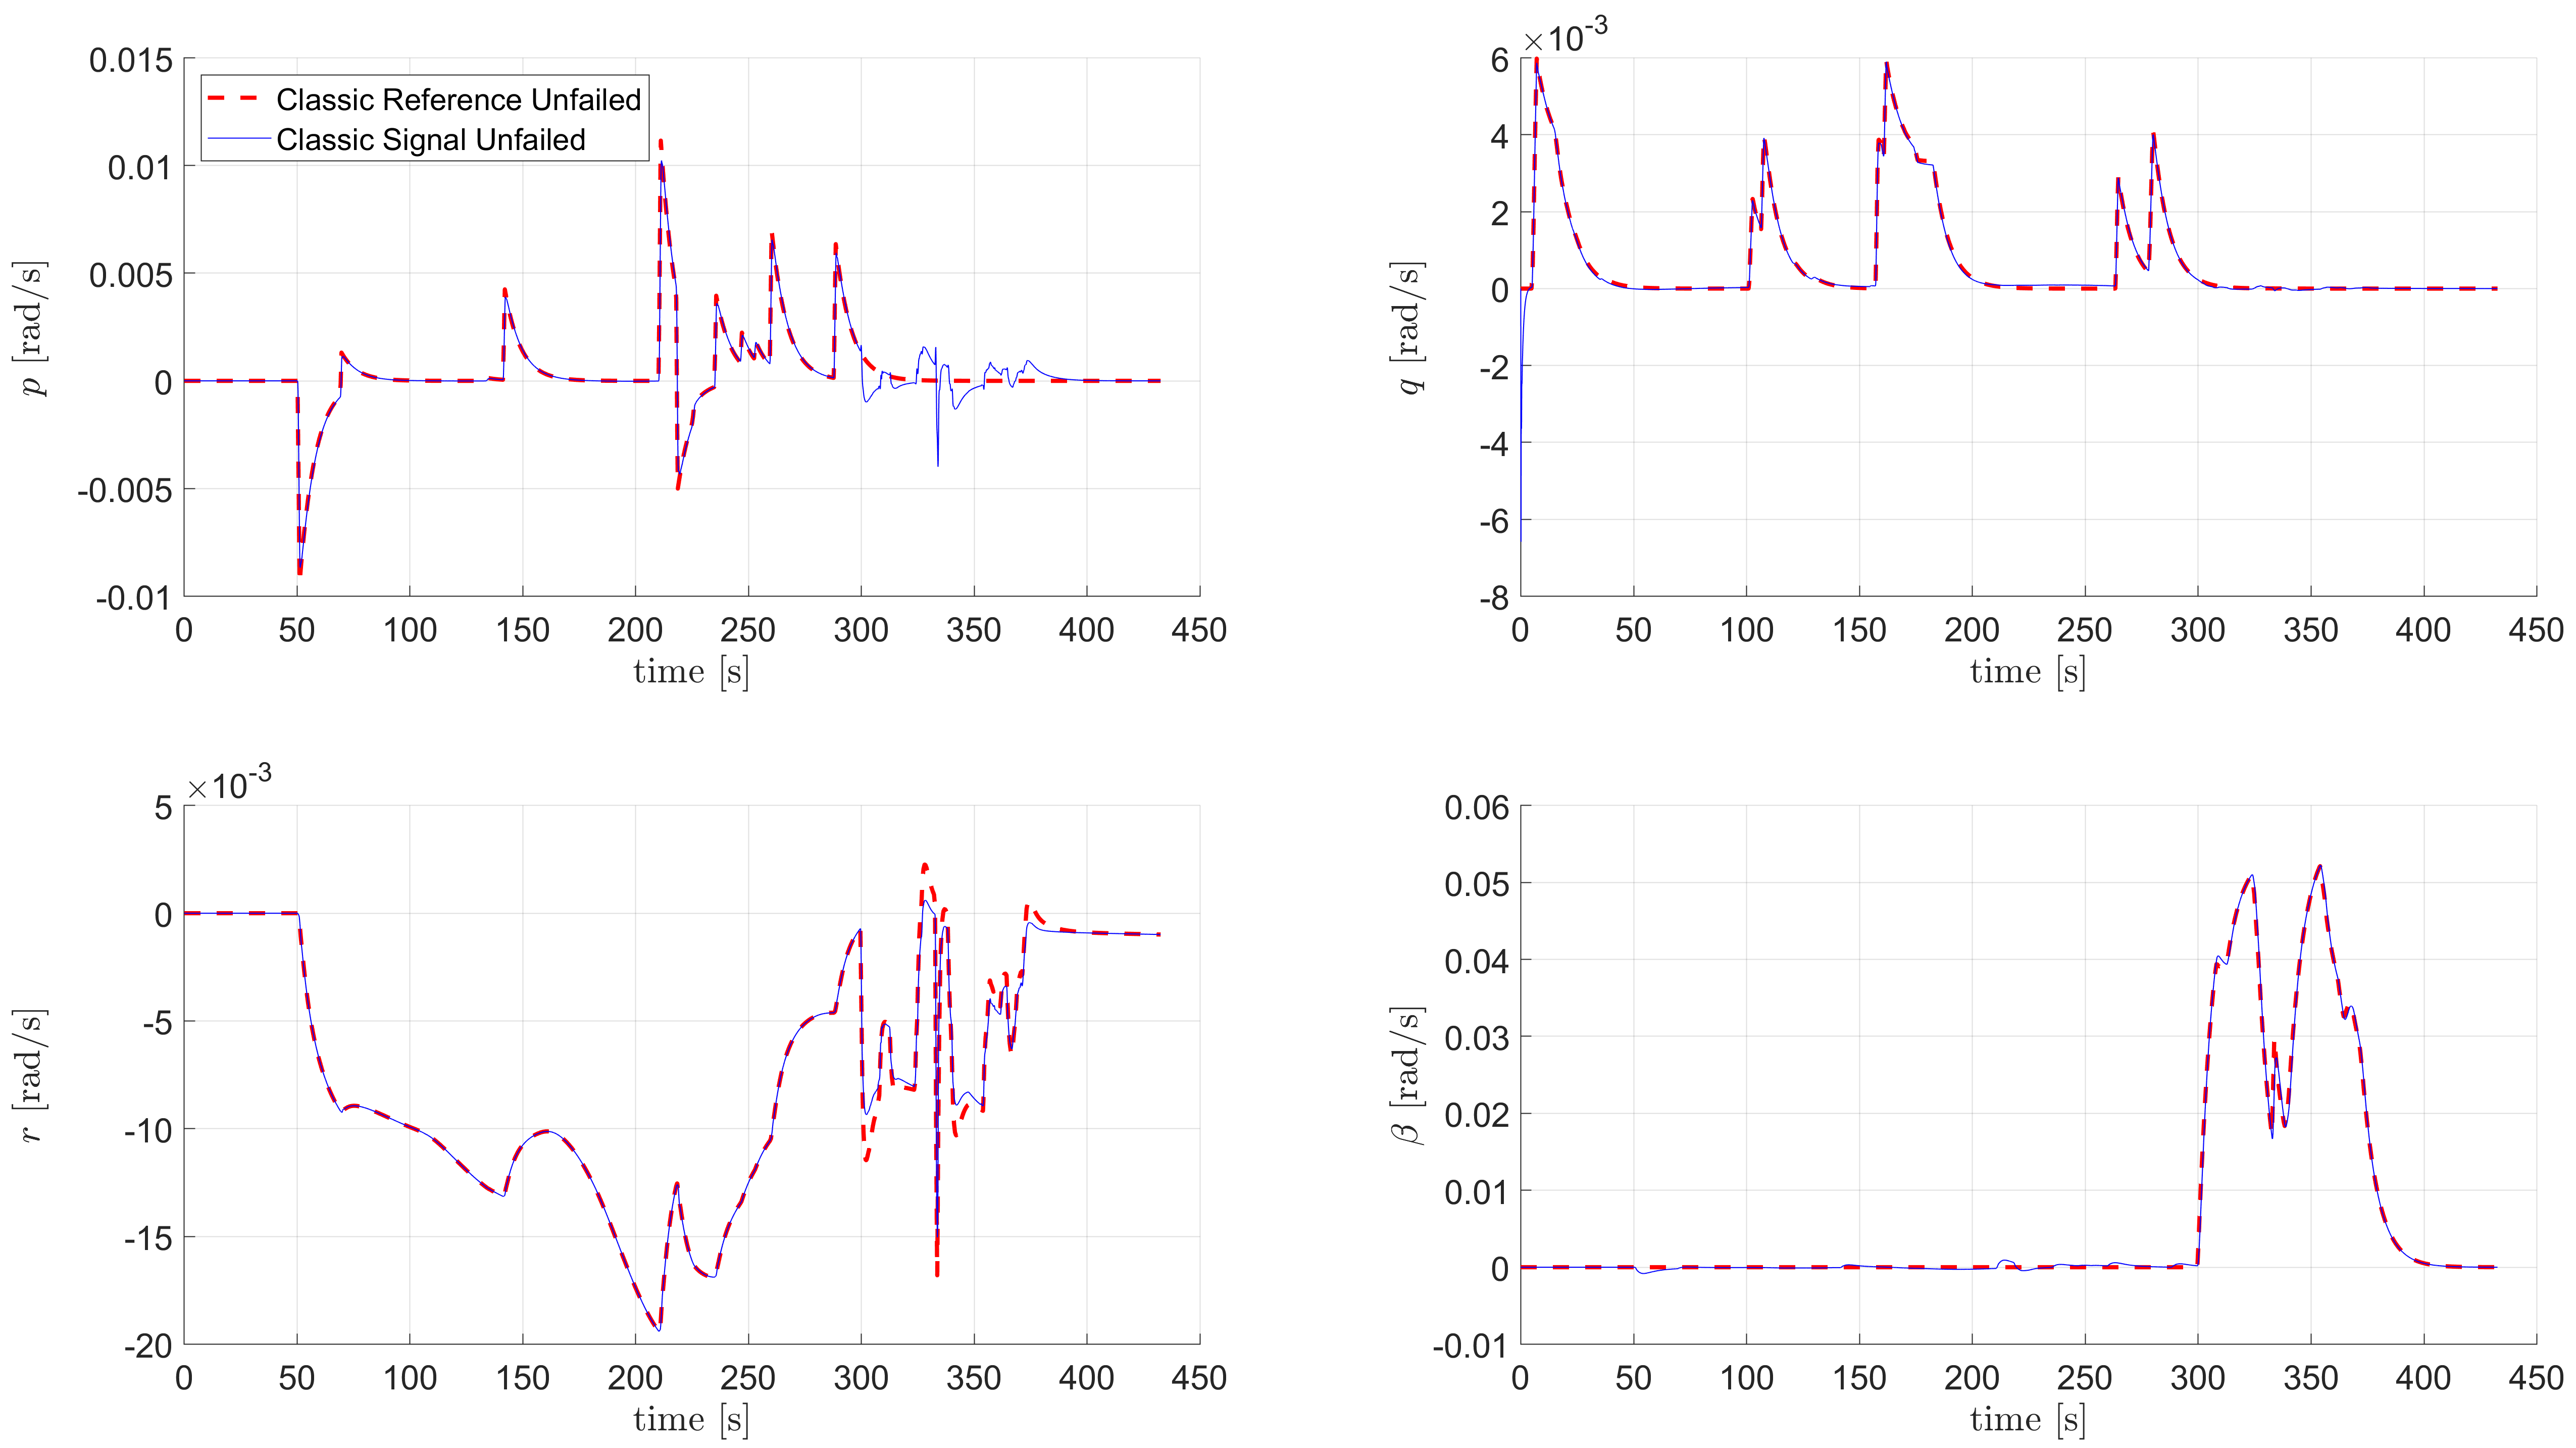 0.015
0.01
0.005
0
-0.005
-0.01
p [rad/s]
Classic Reference Unfailed
Classic Signal Unfailed
0 50 100 150 200 250 300 350 400 450
time [s]
×10-3
6
4
2
0
-2
-4
-6
-8
q [rad/s]
0 50 100 150 200 250 300 350 400 450
time [s]
×10-3
5
0
-5
-10
-15
-20
r [rad/s]
0 50 100 150 200 250 300 350 400 450
time [s]
0.06
0.05
0.04
0.03
0.02
0.01
0
-0.01
β [rad/s]
0 50 100 150 200 250 300 350 400 450
time [s]